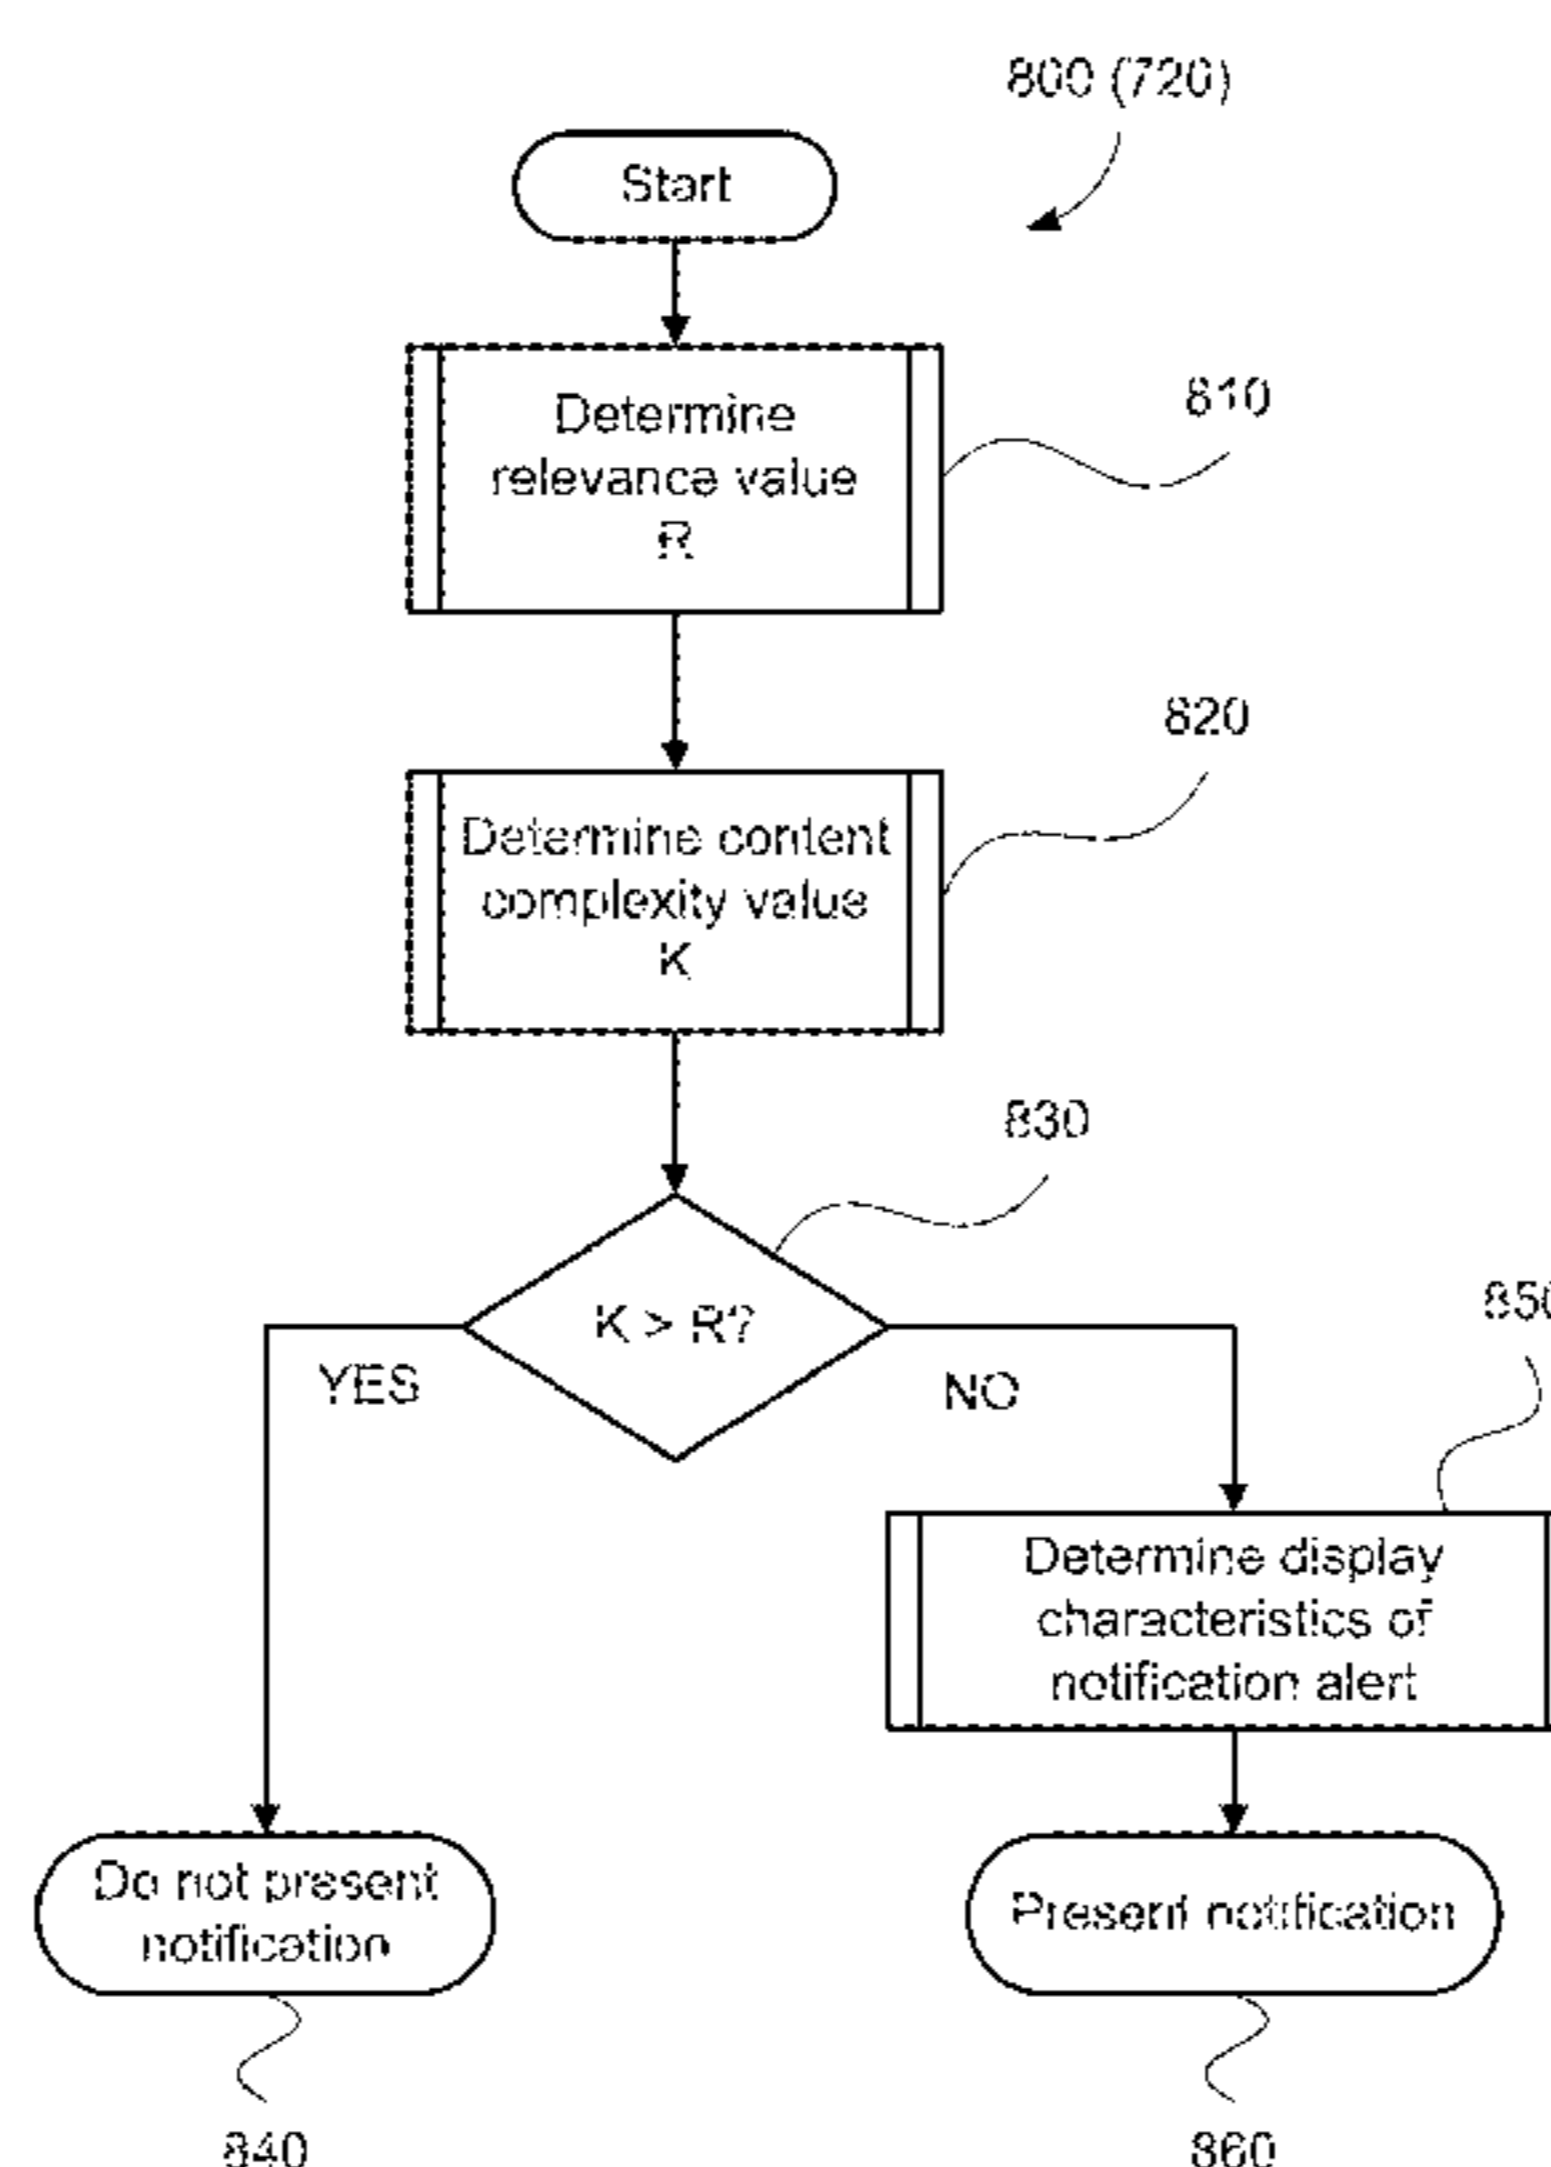 800 (720)
Start
Determine
relevance value
R
810
820
Determine content
complexity value
K
830
K > R?
YES
NO
850
Determine display
characteristics of
notification alert
Do not present
notification
Present notification
840
860